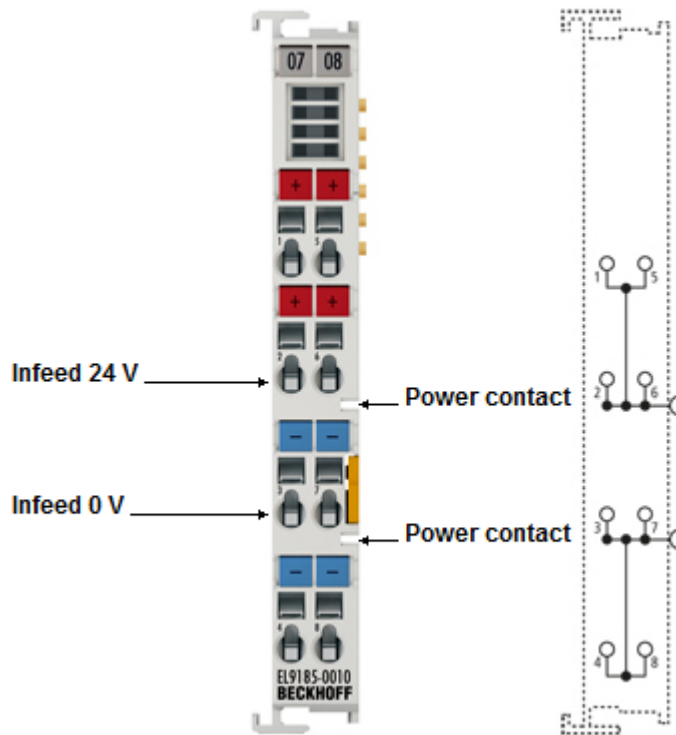 07 08
+ +
1 5
+ +
2 6
Infeed 24 V
Power contact
− −
3 7
Infeed 0 V
Power contact
− −
4 8
EL9185-0010
BECKHOFF
1 5
2 6
3 7
4 8